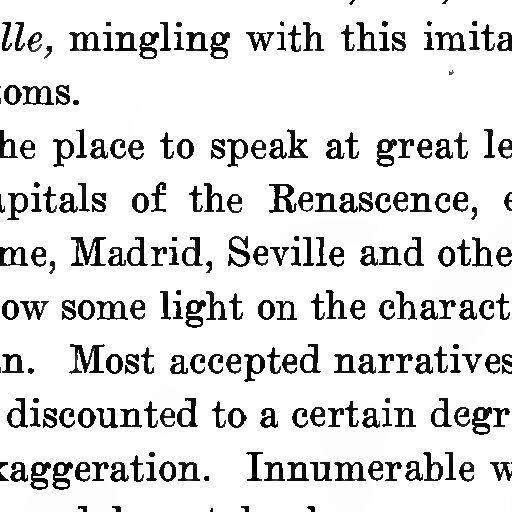 lle, mingling with this imita
oms.
he place to speak at great le
pitals of the Renascence, e
me, Madrid, Seville and othe
ow some light on the charact
n. Most accepted narratives
discounted to a certain degr
xaggeration. Innumerable w